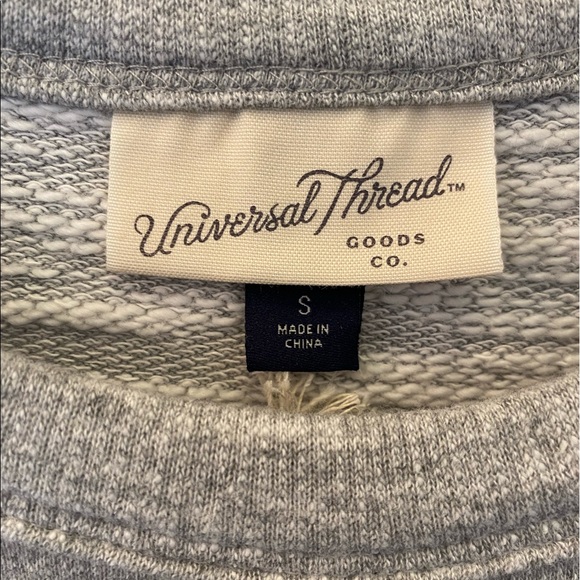 Universal Thread™
GOODS
CO.
S
MADE IN
CHINA